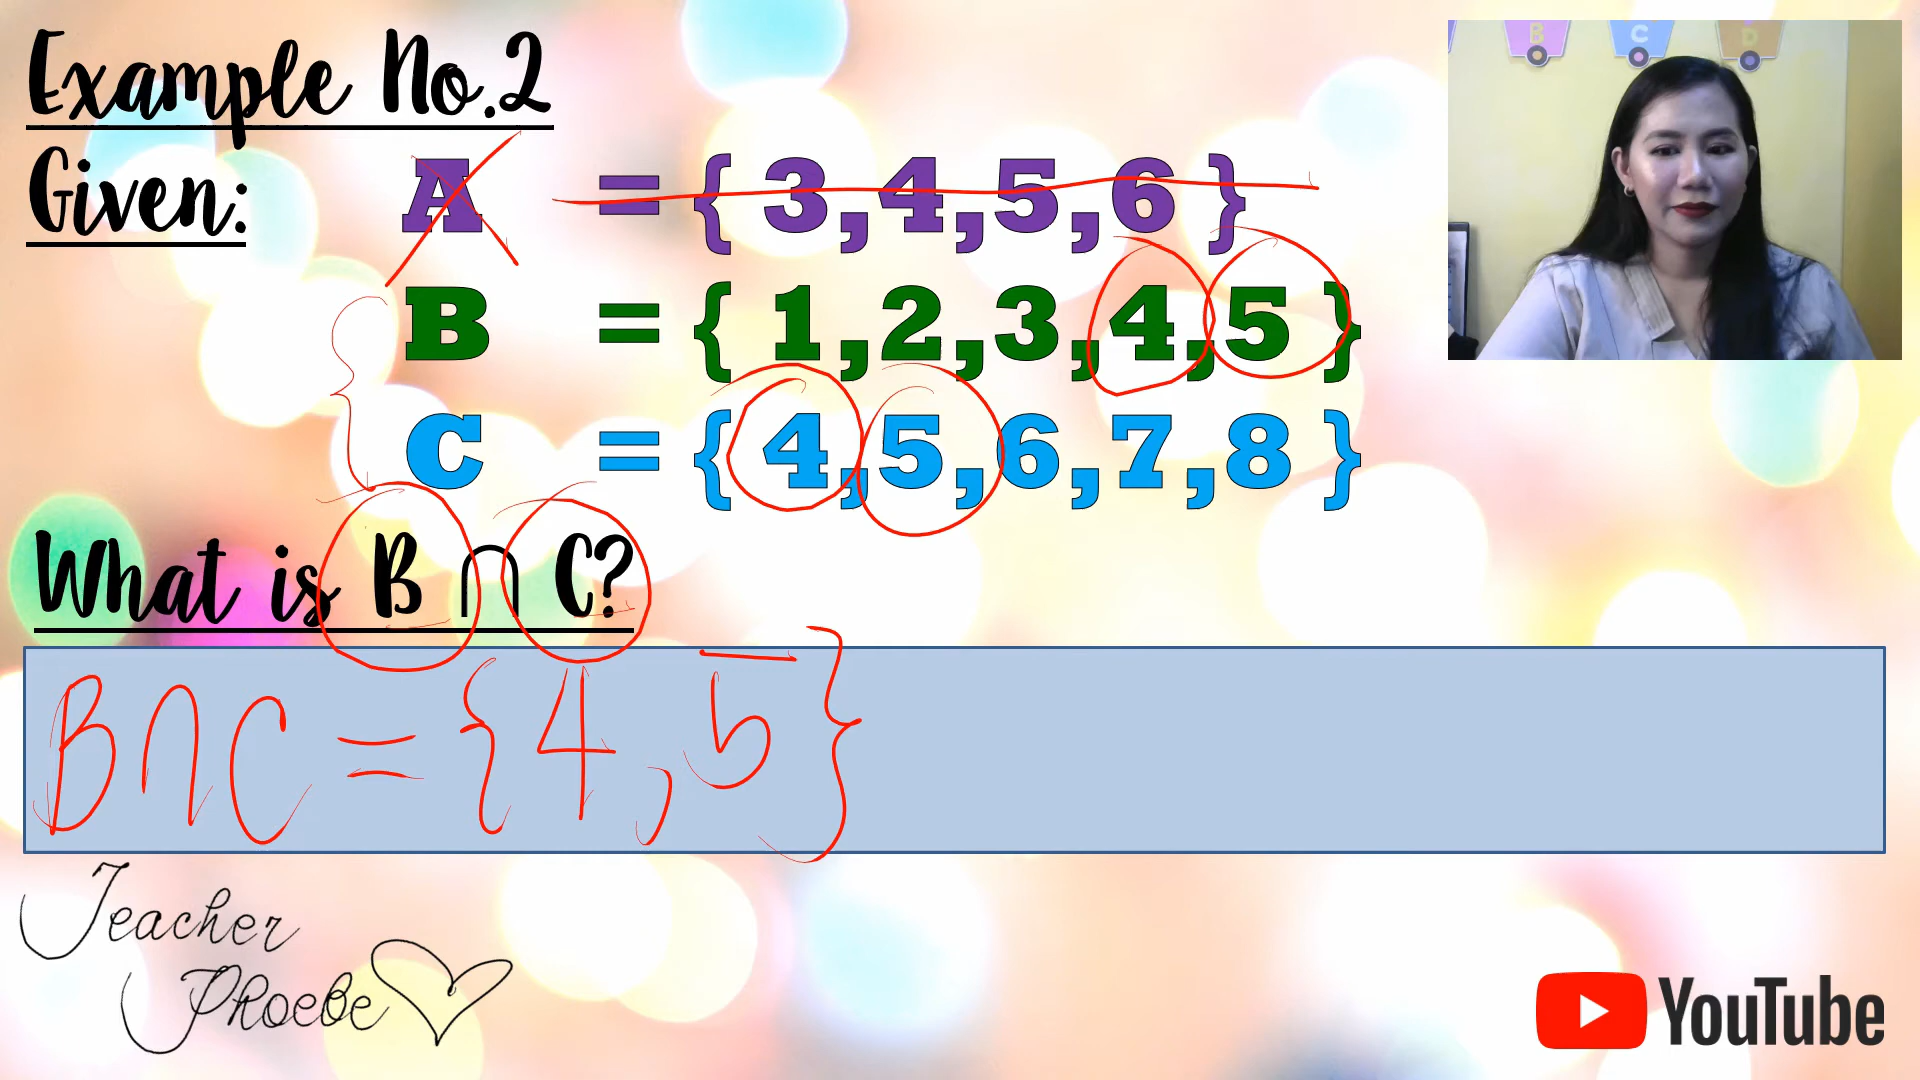 Example No.2
Given:
A = { 3,4,5,6 }
B = { 1,2,3,4,5 }
C = { 4,5,6,7,8 }
What is B ∩ C?
B∩C = {4,5}
Teacher
Phoebe
YouTube
B C D